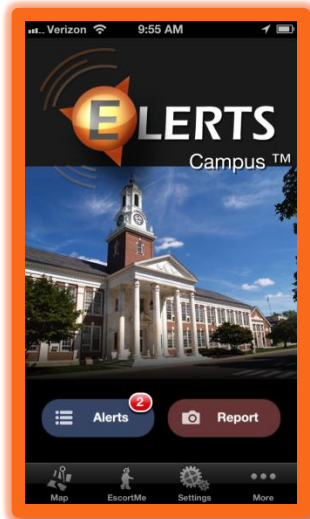 Verizon 9:55 AM
ELERTS
Campus ™
2
Alerts Report
Map EscortMe Settings More